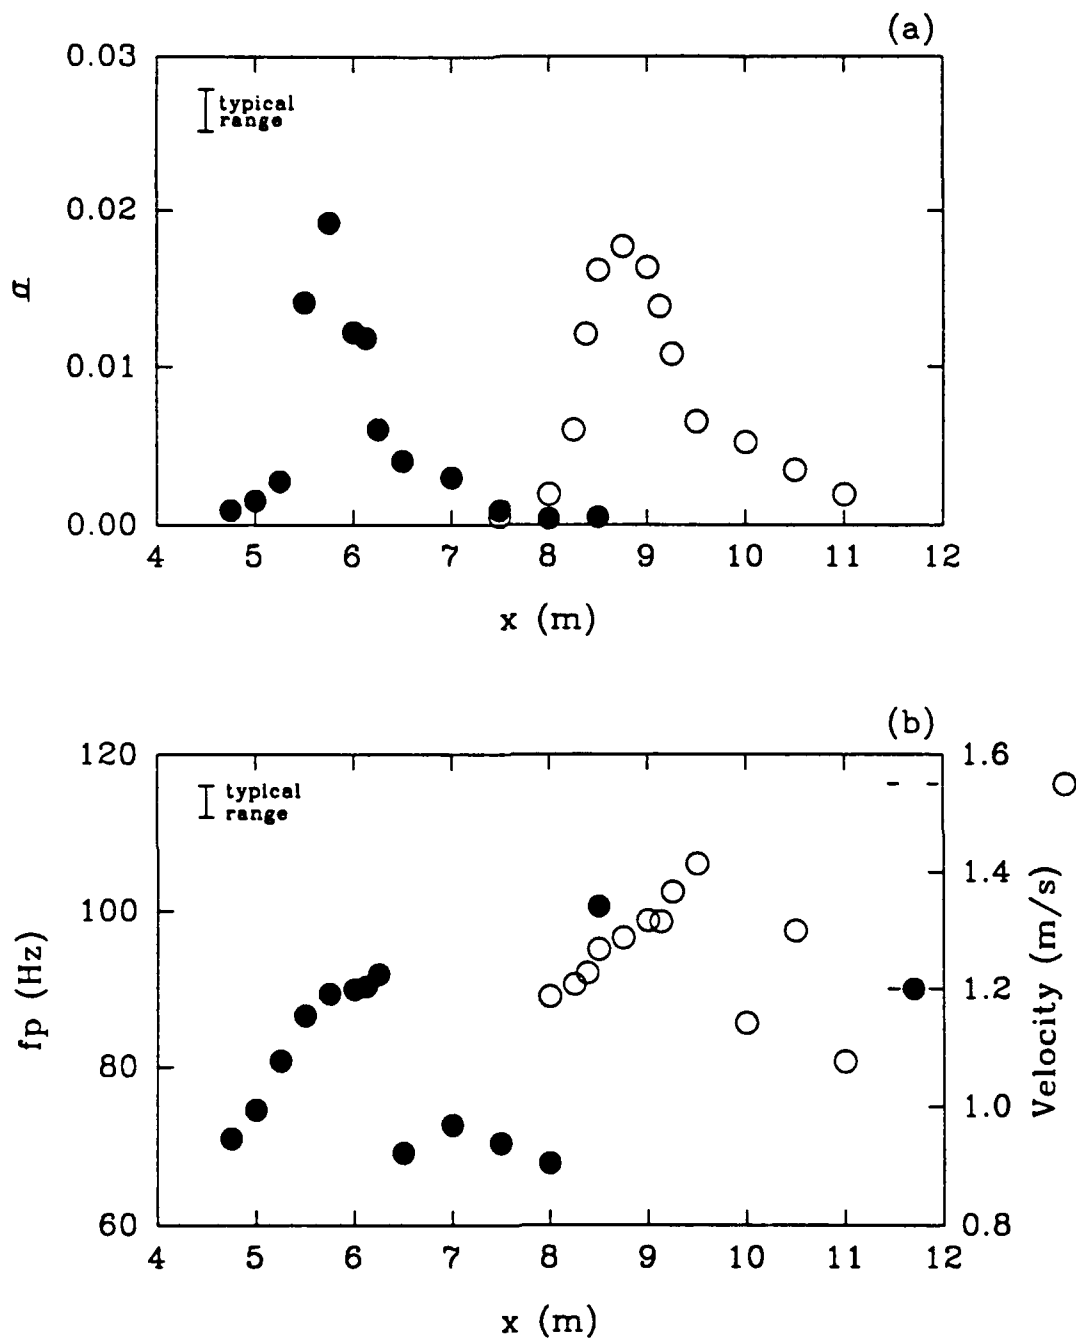 (a)
0.03
typical
range
0.02
α
0.01
0.00
4 5 6 7 8 9 10 11 12
x (m)
(b)
120 1.6
typical
range
1.4
100
fp (Hz) 1.2 Velocity (m/s)
80
1.0
60 0.8
4 5 6 7 8 9 10 11 12
x (m)